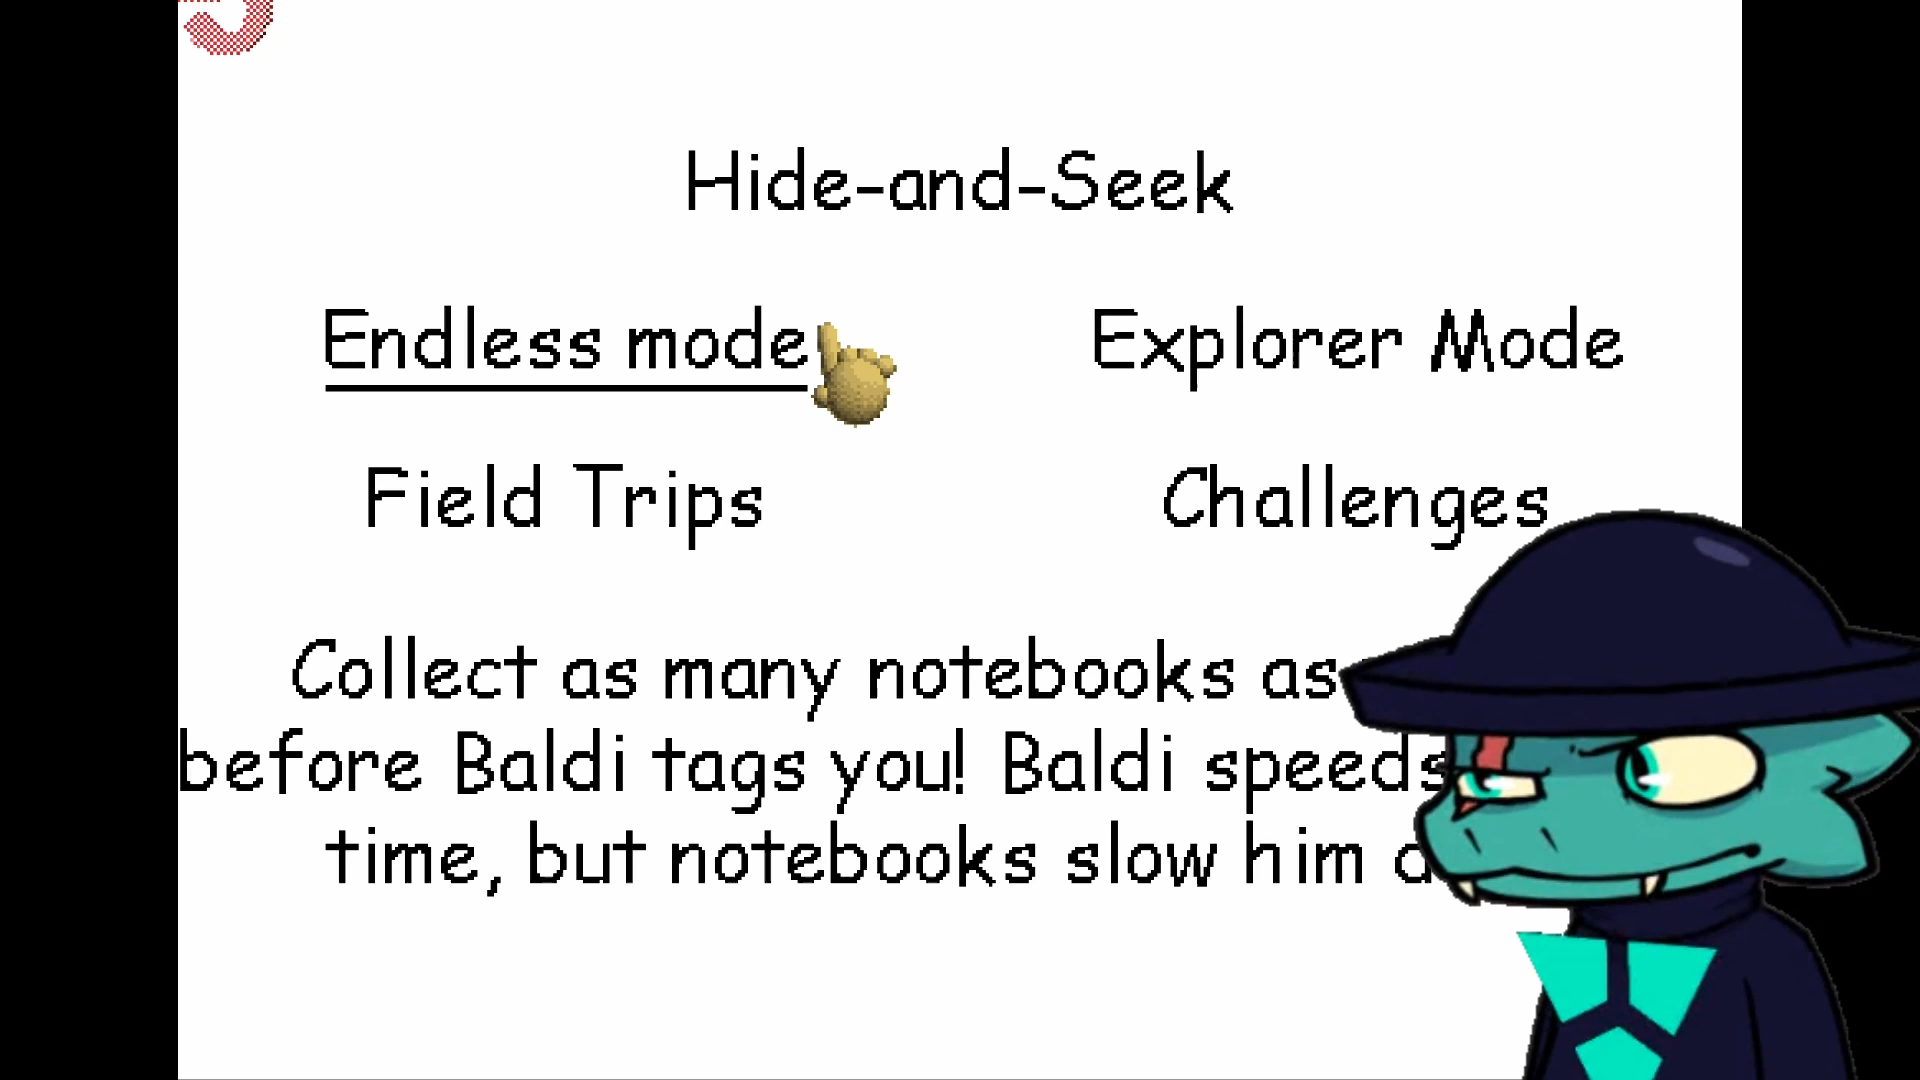 Hide-and-Seek
Endless mode Explorer Mode
Field Trips Challenges
Collect as many notebooks as
before Baldi tags you! Baldi speeds
time, but notebooks slow him